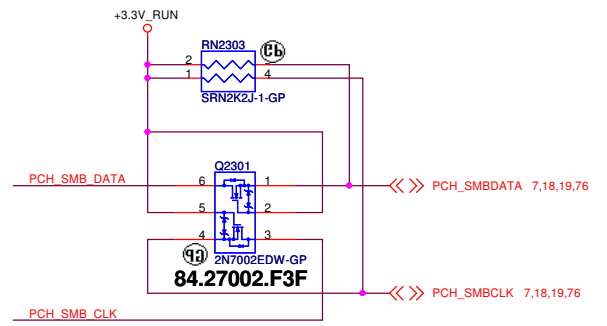 +3.3V_RUN
RN2303
2
1
3
4
SRN2K2J-1-GP
PCH_SMB_DATA
Q2301
6
1
5
2
4
3
PCH_SMBDATA 7,18,19,76
2N7002EDW-GP
84.27002.F3F
PCH_SMBCLK 7,18,19,76
PCH_SMB_CLK